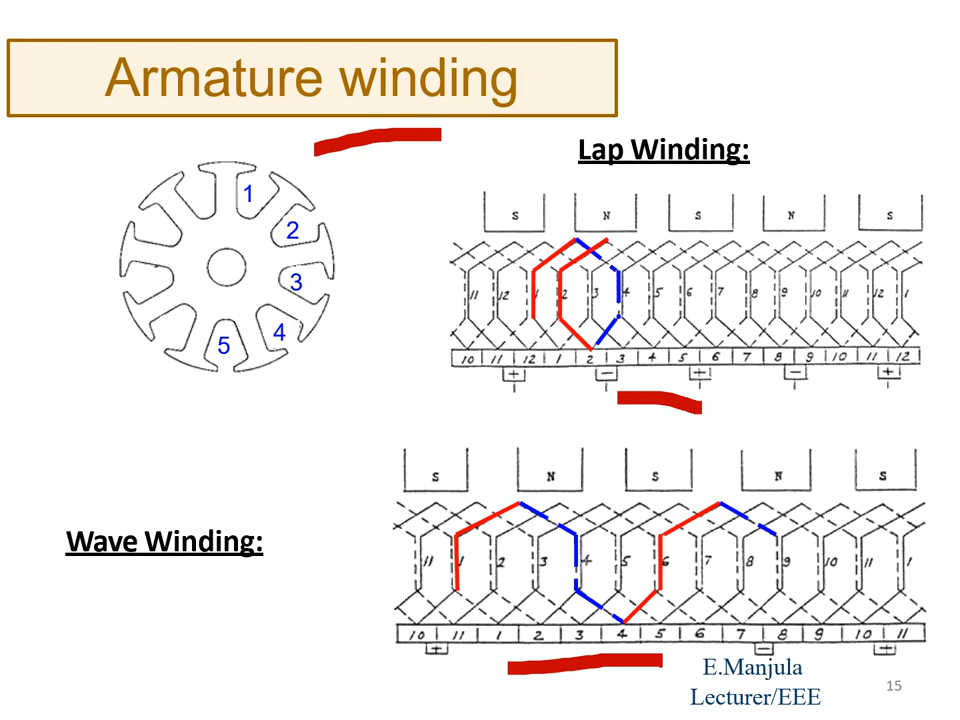 Armature winding
Lap Winding:
1
2
3
4
5
S N S N S
11 12 1 2 3 4 5 6 7 8 9 10 11 12 1
10 11 12 1 2 3 4 5 6 7 8 9 10 11 12
+ − + − +
Wave Winding:
S N S N S
11 1 2 3 4 5 6 7 8 9 10 11 1
10 11 1 2 3 4 5 6 7 8 9 10 11
+ − +
E.Manjula
Lecturer/EEE
15